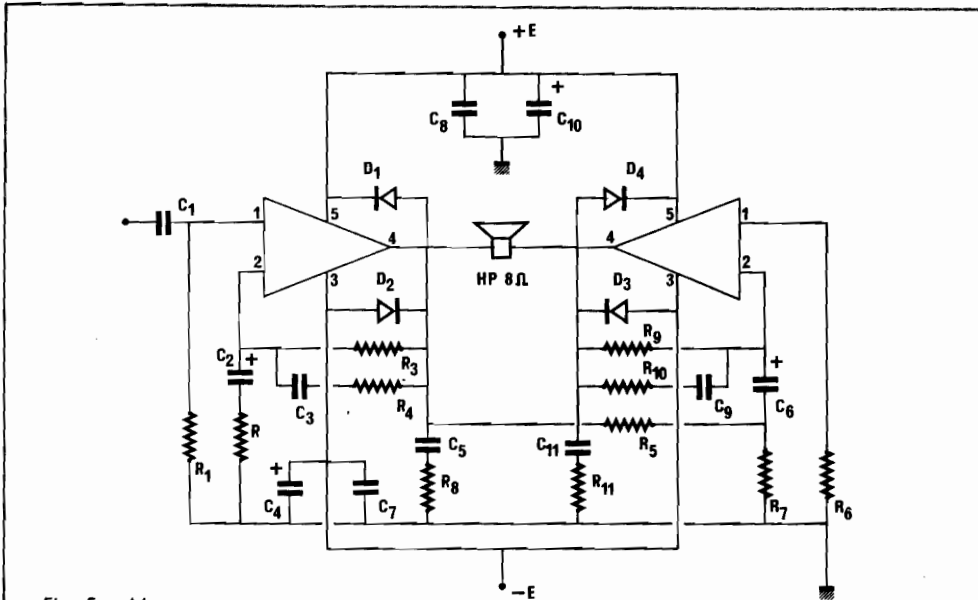 +E
C8
+
C10
D1
D4
C1
1
5
5
1
4
4
2
3
HP 8Ω
3
2
D2
D3
R9
C2
+
R3
R10
+
C3
R4
C9
C6
R
C5
C11
R5
R1
+
C4
C7
R8
R11
R7
R6
-E